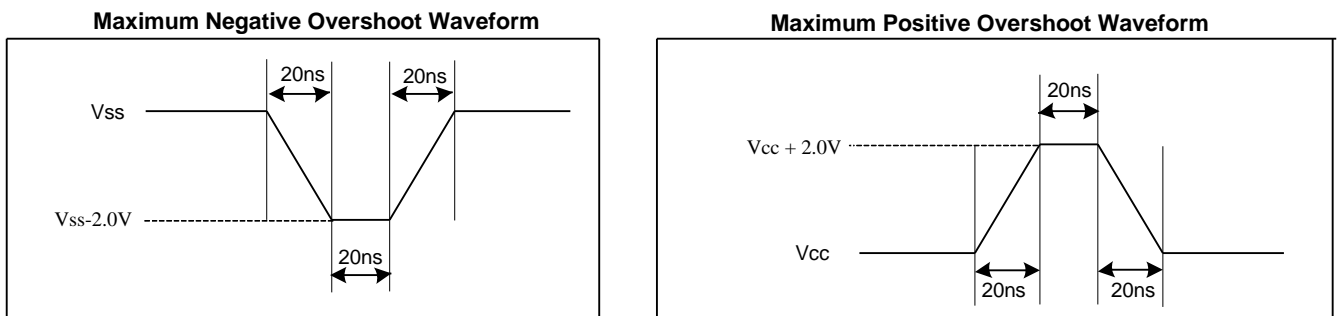 Maximum Negative Overshoot Waveform
20ns
20ns
Vss
Vss-2.0V
20ns
Maximum Positive Overshoot Waveform
20ns
Vcc + 2.0V
Vcc
20ns
20ns